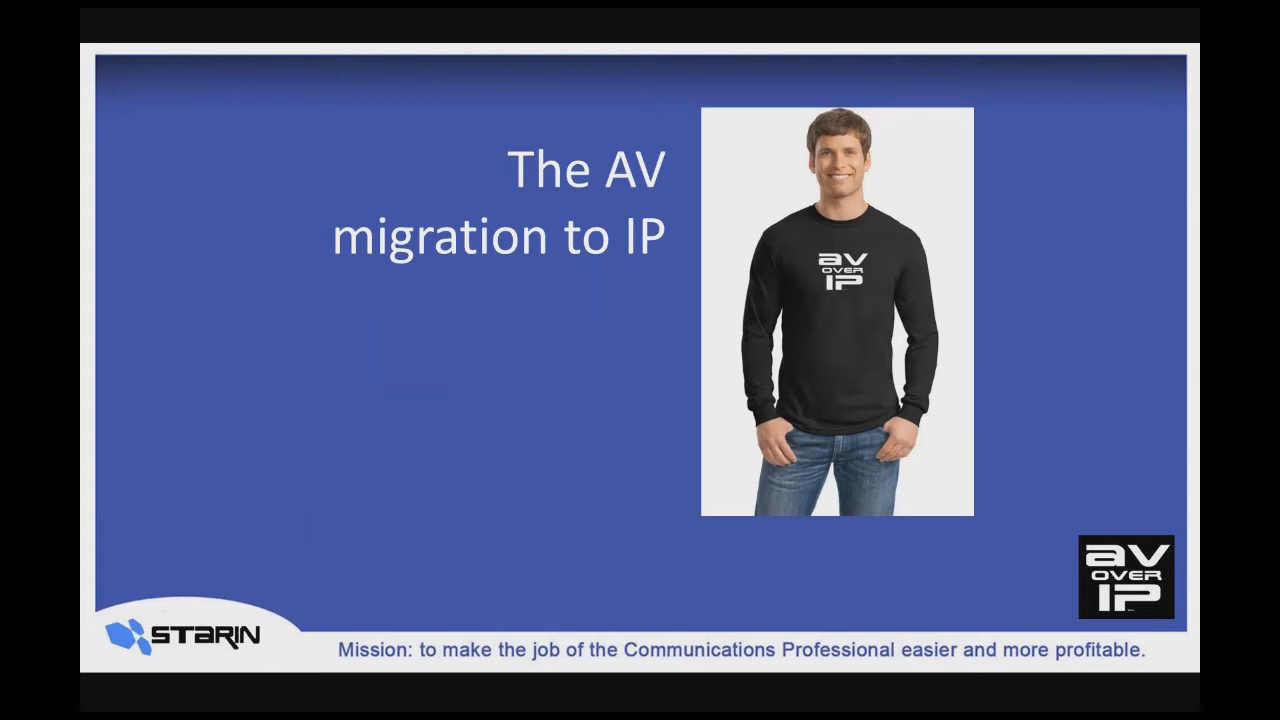 The AV
migration to IP
av
OVER
IP
av
OVER
IP
STARIN
Mission: to make the job of the Communications Professional easier and more profitable.